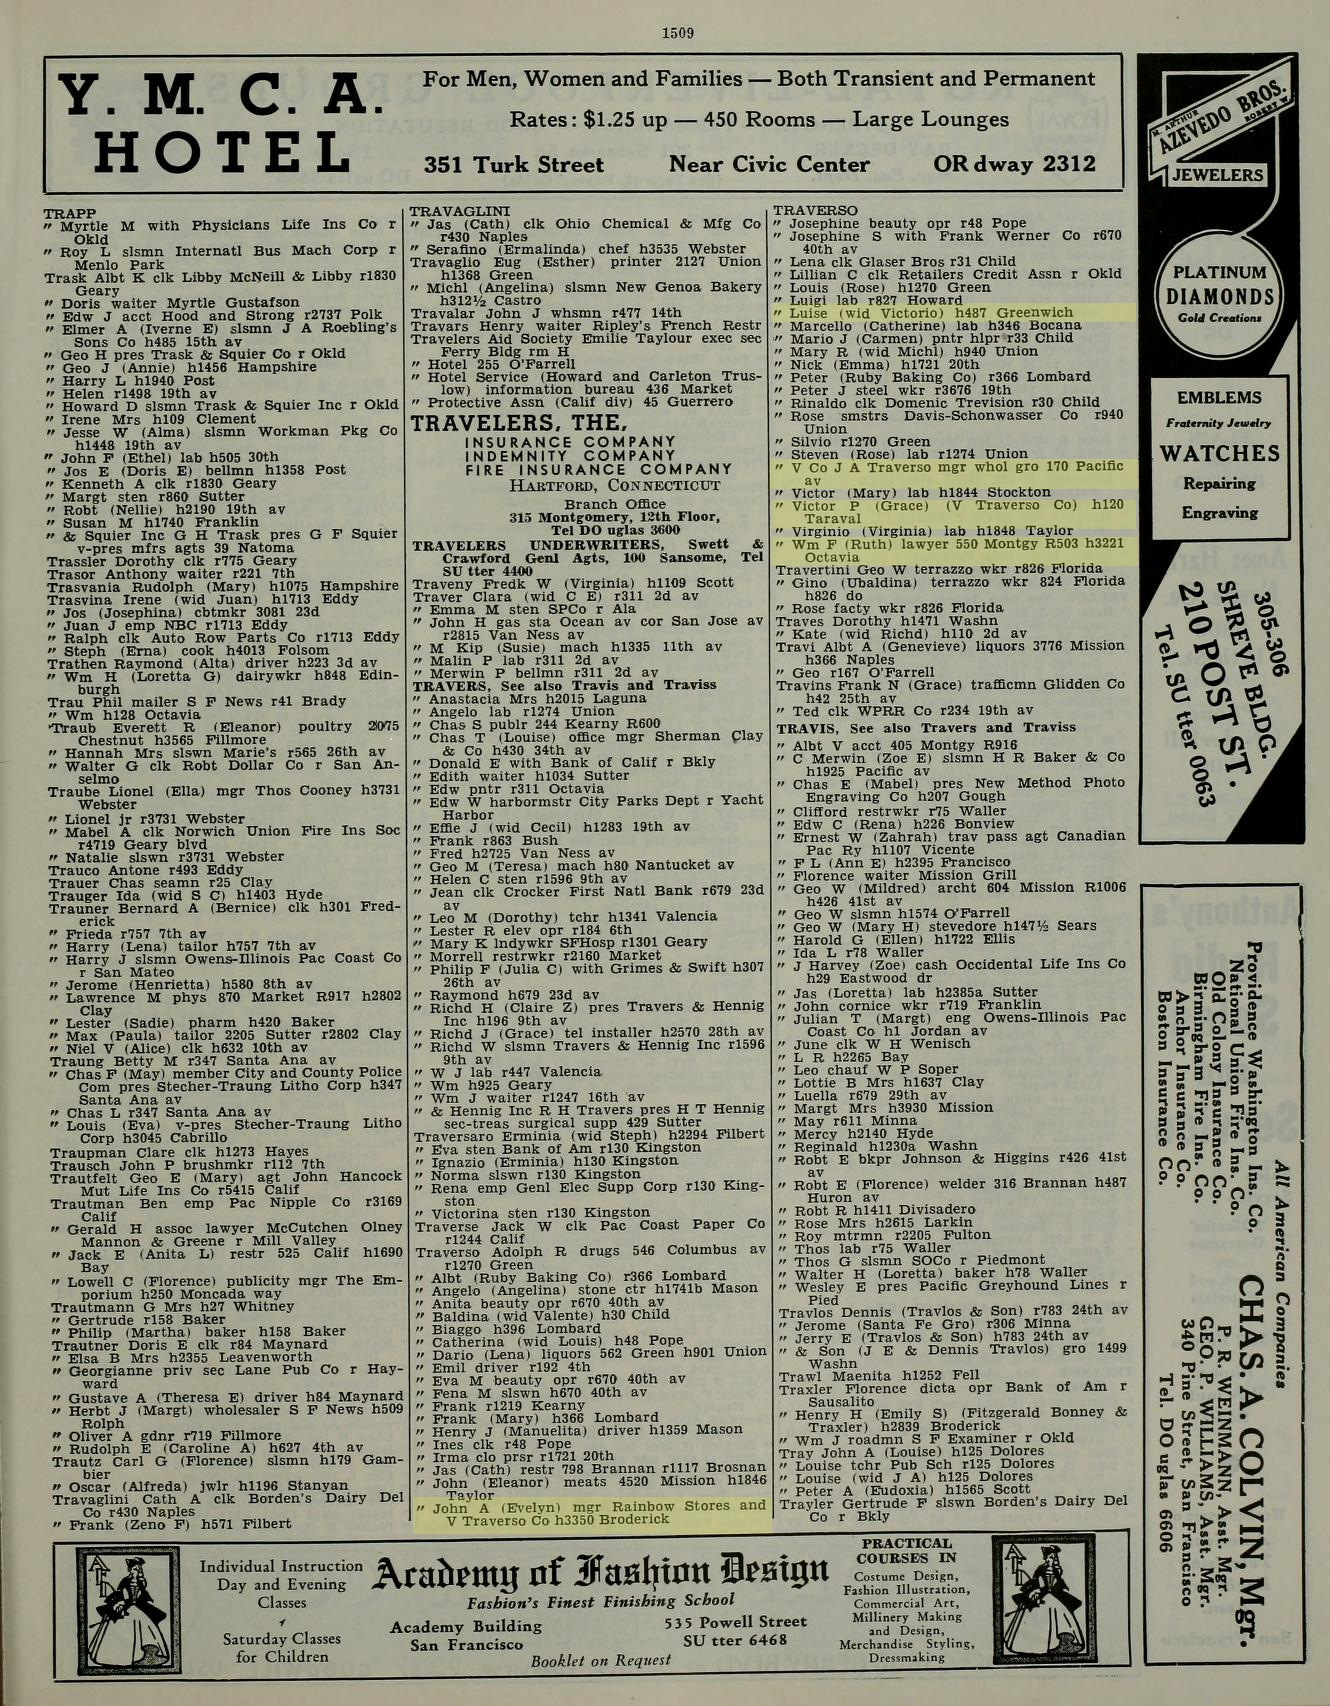 1509
Y. M. C. A.
HOTEL
For Men, Women and Families — Both Transient and Permanent
Rates: $1.25 up — 450 Rooms — Large Lounges
351 Turk Street Near Civic Center OR dway 2312
TRAPP
" Myrtle M with Physicians Life Ins Co r
Okld
" Roy L slsmn Internatl Bus Mach Corp r
Menlo Park
Trask Albt K clk Libby McNeill & Libby r1830
Geary
" Doris waiter Myrtle Gustafson
" Edw J acct Hood and Strong r2737 Polk
" Elmer A (Iverne E) slsmn J A Roebling's
Sons Co h485 15th av
" Geo H pres Trask & Squier Co r Okld
" Geo J (Annie) h1456 Hampshire
" Harry L h1940 Post
" Helen r1498 19th av
" Howard D slsmn Trask & Squier Inc r Okld
" Irene Mrs h109 Clement
" Jesse W (Alma) slsmn Workman Pkg Co
h1448 19th av
" John F (Ethel) lab h505 30th
" Jos E (Doris E) bellmn h1358 Post
" Kenneth A clk r1830 Geary
" Margt sten r860 Sutter
" Robt (Nellie) h2190 19th av
" Susan M h1740 Franklin
" & Squier Inc G H Trask pres G F Squier
v-pres mfrs agts 39 Natoma
Trassler Dorothy clk r775 Geary
Trasor Anthony waiter r221 7th
Trasvania Rudolph (Mary) h1075 Hampshire
Trasvina Irene (wid Juan) h1713 Eddy
" Jos (Josephina) cbtmkr 3081 23d
" Juan J emp NBC r1713 Eddy
" Ralph clk Auto Row Parts Co r1713 Eddy
" Steph (Erna) cook h4013 Folsom
Trathen Raymond (Alta) driver h223 3d av
" Wm H (Loretta G) dairywkr h848 Edin-
burgh
Trau Phil mailer S F News r41 Brady
" Wm h128 Octavia
Traub Everett R (Eleanor) poultry 2075
Chestnut h3565 Fillmore
" Hannah Mrs slswn Marie's r565 26th av
" Walter G clk Robt Dollar Co r San An-
selmo
Traube Lionel (Ella) mgr Thos Cooney h3731
Webster
" Lionel jr r3731 Webster
" Mabel A clk Norwich Union Fire Ins Soc
r4719 Geary blvd
" Natalie slswn r3731 Webster
Trauco Antone r493 Eddy
Trauer Chas seamn r25 Clay
Trauger Ida (wid S C) h1403 Hyde
Trauner Bernard A (Bernice) clk h301 Fred-
erick
" Frieda r757 7th av
" Harry (Lena) tailor h757 7th av
" Harry J slsmn Owens-Illinois Pac Coast Co
r San Mateo
" Jerome (Henrietta) h580 8th av
" Lawrence M phys 870 Market R917 h2802
Clay
" Lester (Sadie) pharm h420 Baker
" Max (Paula) tailor 2205 Sutter r2802 Clay
" Niel V (Alice) clk h632 10th av
Traung Betty M r347 Santa Ana av
" Chas F (May) member City and County Police
Com pres Stecher-Traung Litho Corp h347
Santa Ana av
" Chas L r347 Santa Ana av
" Louis (Eva) v-pres Stecher-Traung Litho
Corp h3045 Cabrillo
Traupman Clare clk h1273 Hayes
Trausch John P brushmkr r112 7th
Trautfelt Geo E (Mary) agt John Hancock
Mut Life Ins Co r5415 Calif
Trautman Ben emp Pac Nipple Co r3169
Calif
" Gerald H assoc lawyer McCutchen Olney
Mannon & Greene r Mill Valley
" Jack E (Anita L) restr 525 Calif h1690
Bay
" Lowell C (Florence) publicity mgr The Em-
porium h250 Moncada way
Trautmann G Mrs h27 Whitney
" Gertrude r158 Baker
" Philip (Martha) baker h158 Baker
Trautner Doris E clk r84 Maynard
" Elsa B Mrs h2355 Leavenworth
" Georgianne priv sec Lane Pub Co r Hay-
ward
" Gustave A (Theresa E) driver h84 Maynard
" Herbt J (Margt) wholesaler S F News h509
Rolph
" Oliver A gdnr r719 Fillmore
" Rudolph E (Caroline A) h627 4th av
Trautz Carl G (Florence) slsmn h179 Gam-
bier
" Oscar (Alfreda) jwlr h1196 Stanyan
Travaglini Cath A clk Borden's Dairy Del
Co r430 Naples
" Frank (Zeno F) h571 Filbert
TRAVAGLINI
" Jas (Cath) clk Ohio Chemical & Mfg Co
r430 Naples
" Serafino (Ermalinda) chef h3535 Webster
Travaglio Eug (Esther) printer 2127 Union
h1368 Green
" Michl (Angelina) slsmn New Genoa Bakery
h312½ Castro
Travalar John J whsmn r477 14th
Travars Henry waiter Ripley's French Restr
Travelers Aid Society Emilie Taylour exec sec
Ferry Bldg rm H
" Hotel 255 O'Farrell
" Hotel Service (Howard and Carleton Trus-
low) information bureau 436 Market
" Protective Assn (Calif div) 45 Guerrero
TRAVELERS, THE,
INSURANCE COMPANY
INDEMNITY COMPANY
FIRE INSURANCE COMPANY
HARTFORD, CONNECTICUT
Branch Office
315 Montgomery, 12th Floor,
Tel DO uglas 3600
TRAVELERS UNDERWRITERS, Swett &
Crawford Genl Agts, 100 Sansome, Tel
SU tter 4400
Traveny Fredk W (Virginia) h1109 Scott
Traver Clara (wid C E) r311 2d av
" Emma M sten SPCo r Ala
" John H gas sta Ocean av cor San Jose av
r2815 Van Ness av
" M Kip (Susie) mach h1335 11th av
" Malin P lab r311 2d av
" Merwin P bellmn r311 2d av
TRAVERS, See also Travis and Traviss
" Anastacia Mrs h2015 Laguna
" Angelo lab r1274 Union
" Chas S publr 244 Kearny R600
" Chas T (Louise) office mgr Sherman Clay
& Co h430 34th av
" Donald E with Bank of Calif r Bkly
" Edith waiter h1034 Sutter
" Edw pntr r311 Octavia
" Edw W harbormstr City Parks Dept r Yacht
Harbor
" Effie J (wid Cecil) h1283 19th av
" Frank r863 Bush
" Fred h2725 Van Ness av
" Geo M (Teresa) mach h80 Nantucket av
" Helen C sten r1596 9th av
" Jean clk Crocker First Natl Bank r679 23d
av
" Leo M (Dorothy) tchr h1341 Valencia
" Lester R elev opr r184 6th
" Mary K lndywkr SFHosp r1301 Geary
" Morrell restrwkr r2160 Market
" Philip F (Julia C) with Grimes & Swift h307
26th av
" Raymond h679 23d av
" Richd H (Claire Z) pres Travers & Hennig
Inc h196 9th av
" Richd J (Grace) tel installer h2570 28th av
" Richd W slsmn Travers & Hennig Inc r1596
9th av
" W J lab r447 Valencia
" Wm h925 Geary
" Wm J waiter r1247 16th av
" & Hennig Inc R H Travers pres H T Hennig
sec-treas surgical supp 429 Sutter
Traversaro Erminia (wid Steph) h2294 Filbert
" Eva sten Bank of Am r130 Kingston
" Ignazio (Erminia) h130 Kingston
" Norma slswn r130 Kingston
" Rena emp Genl Elec Supp Corp r130 King-
ston
" Victorina sten r130 Kingston
Traverse Jack W clk Pac Coast Paper Co
r1244 Calif
Traverso Adolph R drugs 546 Columbus av
r1270 Green
" Albt (Ruby Baking Co) r366 Lombard
" Angelo (Angelina) stone ctr h1741b Mason
" Anita beauty opr r670 40th av
" Baldina (wid Valente) h30 Child
" Biaggo h396 Lombard
" Catherina (wid Louis) h48 Pope
" Dario (Lena) liquors 562 Green h901 Union
" Emil driver r192 4th
" Eva M beauty opr r670 40th av
" Fena M slswn h670 40th av
" Frank r1219 Kearny
" Frank (Mary) h366 Lombard
" Henry J (Manuelita) driver h1359 Mason
" Ines clk r48 Pope
" Irma clo prsr r1721 20th
" Jas (Cath) restr 798 Brannan r1117 Brosnan
" John (Eleanor) meats 4520 Mission h1846
Taylor
" John A (Evelyn) mgr Rainbow Stores and
V Traverso Co h3350 Broderick
TRAVERSO
" Josephine beauty opr r48 Pope
" Josephine S with Frank Werner Co r670
40th av
" Lena clk Glaser Bros r31 Child
" Lillian C clk Retailers Credit Assn r Okld
" Louis (Rose) h1270 Green
" Luigi lab r827 Howard
" Luise (wid Victorio) h487 Greenwich
" Marcello (Catherine) lab h346 Bocana
" Mario J (Carmen) pntr hlpr r33 Child
" Mary R (wid Michl) h940 Union
" Nick (Emma) h1721 20th
" Peter (Ruby Baking Co) r366 Lombard
" Peter J steel wkr r3676 19th
" Rinaldo clk Domenic Trevision r30 Child
" Rose smstrs Davis-Schonwasser Co r940
Union
" Silvio r1270 Green
" Steven (Rose) lab r1274 Union
" V Co J A Traverso mgr whol gro 170 Pacific
av
" Victor (Mary) lab h1844 Stockton
" Victor P (Grace) (V Traverso Co) h120
Taraval
" Virginio (Virginia) lab h1848 Taylor
" Wm F (Ruth) lawyer 550 Montgy R503 h3221
Octavia
Travertini Geo W terrazzo wkr r826 Florida
" Gino (Ubaldina) terrazzo wkr 824 Florida
h826 do
" Rose facty wkr r826 Florida
Traves Dorothy h1471 Washn
" Kate (wid Richd) h110 2d av
Travi Albt A (Genevieve) liquors 3776 Mission
h366 Naples
" Geo r167 O'Farrell
Travins Frank N (Grace) trafficmn Glidden Co
h42 25th av
" Ted clk WPRR Co r234 19th av
TRAVIS, See also Travers and Traviss
" Albt V acct 405 Montgy R916
" C Merwin (Zoe E) slsmn H R Baker & Co
h1925 Pacific av
" Chas E (Mabel) pres New Method Photo
Engraving Co h207 Gough
" Clifford restrwkr r75 Waller
" Edw C (Rena) h226 Bonview
" Ernest W (Zahrah) trav pass agt Canadian
Pac Ry h1107 Vicente
" F L (Ann E) h2395 Francisco
" Florence waiter Mission Grill
" Geo W (Mildred) archt 604 Mission R1006
h426 41st av
" Geo W slsmn h1574 O'Farrell
" Geo W (Mary H) stevedore h147½ Sears
" Harold G (Ellen) h1722 Ellis
" Ida L r78 Waller
" J Harvey (Zoe) cash Occidental Life Ins Co
h29 Eastwood dr
" Jas (Loretta) lab h2385a Sutter
" John cornice wkr r719 Franklin
" Julian T (Margt) eng Owens-Illinois Pac
Coast Co h1 Jordan av
" June clk W H Wenisch
" L R h2265 Bay
" Leo chauf W P Soper
" Lottie B Mrs h1637 Clay
" Luella r679 29th av
" Margt Mrs h3930 Mission
" May r611 Minna
" Mercy h2140 Hyde
" Reginald h1230a Washn
" Robt E bkpr Johnson & Higgins r426 41st
av
" Robt E (Florence) welder 316 Brannan h487
Huron av
" Robt R h1411 Divisadero
" Rose Mrs h2615 Larkin
" Roy mtrmn r2205 Fulton
" Thos lab r75 Waller
" Thos G slsmn SOCo r Piedmont
" Walter H (Loretta) baker h78 Waller
" Wesley E pres Pacific Greyhound Lines r
Pied
Travlos Dennis (Travlos & Son) r783 24th av
" Jerome (Santa Fe Gro) r306 Minna
" Jerry E (Travlos & Son) h783 24th av
" & Son (J E & Dennis Travlos) gro 1499
Washn
Trawl Maenita h1252 Fell
Traxler Florence dicta opr Bank of Am r
Sausalito
" Henry H (Emily S) (Fitzgerald Bonney &
Traxler) h2839 Broderick
" Wm J roadmn S F Examiner r Okld
Tray John A (Louise) h125 Dolores
" Louise tchr Pub Sch r125 Dolores
" Louise (wid J A) h125 Dolores
" Peter A (Eudoxia) h1565 Scott
Trayler Gertrude F slswn Borden's Dairy Del
Co r Bkly
M. ARTHUR ROBERT W.
AZEVEDO BROS.
JEWELERS
PLATINUM
DIAMONDS
Gold Creations
EMBLEMS
Fraternity Jewelry
WATCHES
Repairing
Engraving
305-306
SHREVE BLDG.
210 POST ST.
Tel. SU tter 0063
All American Companies
Providence Washington Ins. Co.
National Union Fire Ins. Co.
Old Colony Insurance Co.
Birmingham Fire Ins. Co.
Anchor Insurance Co.
Boston Insurance Co.
CHAS. A. COLVIN, Mgr.
P. R. WEINMANN, Asst. Mgr.
GEO. P. WILLIAMS, Asst. Mgr.
340 Pine Street, San Francisco
Tel. DO uglas 6606
Individual Instruction
Day and Evening
Classes
Saturday Classes
for Children
Academy of Fashion Design
Fashion's Finest Finishing School
Academy Building 535 Powell Street
San Francisco SU tter 6468
Booklet on Request
PRACTICAL
COURSES IN
Costume Design,
Fashion Illustration,
Commercial Art,
Millinery Making
and Design,
Merchandise Styling,
Dressmaking